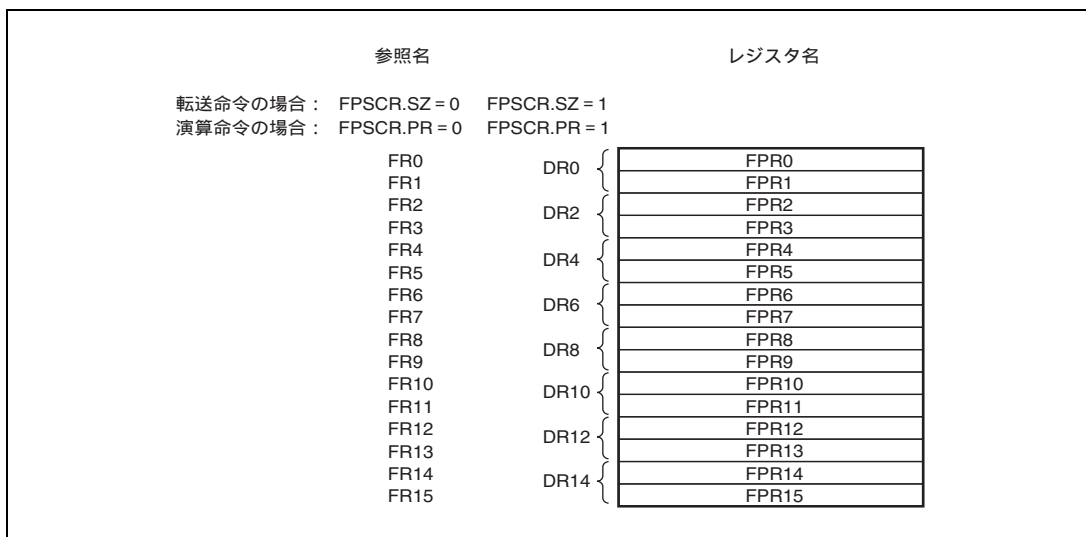 参照名 レジスタ名
転送命令の場合： FPSCR.SZ = 0 FPSCR.SZ = 1
演算命令の場合： FPSCR.PR = 0 FPSCR.PR = 1
FR0 DR0 FPR0
FR1 FPR1
FR2 DR2 FPR2
FR3 FPR3
FR4 DR4 FPR4
FR5 FPR5
FR6 DR6 FPR6
FR7 FPR7
FR8 DR8 FPR8
FR9 FPR9
FR10 DR10 FPR10
FR11 FPR11
FR12 DR12 FPR12
FR13 FPR13
FR14 DR14 FPR14
FR15 FPR15